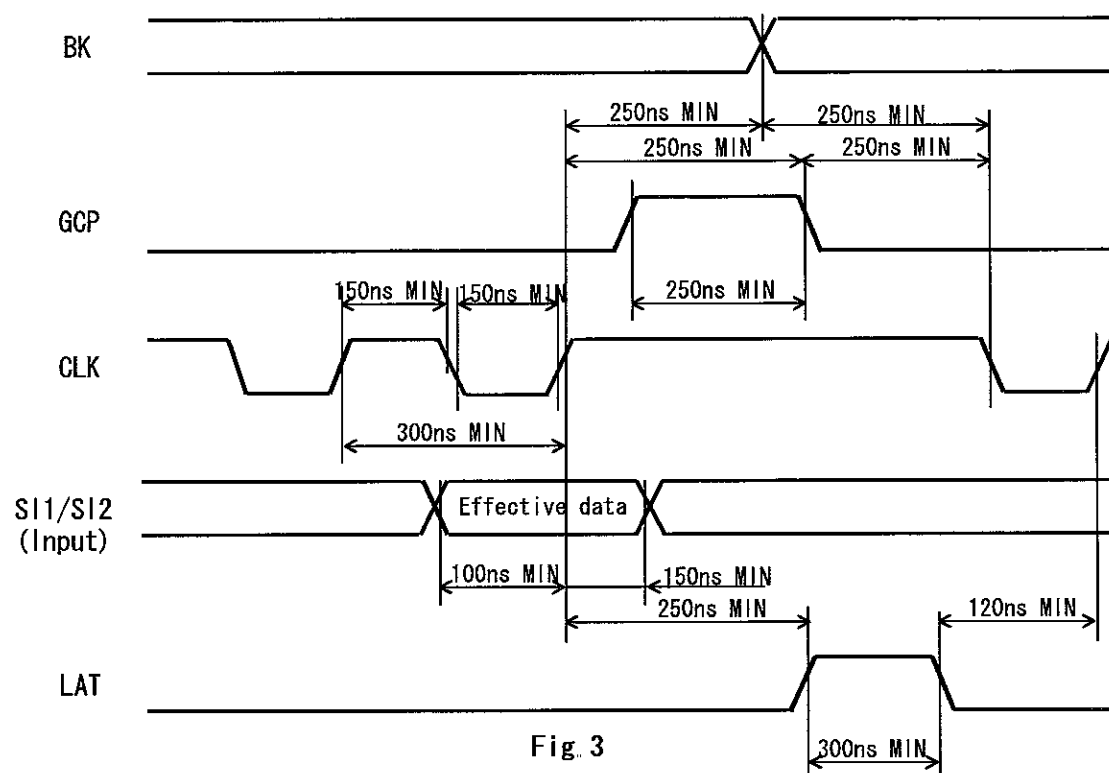 BK
250ns MIN 250ns MIN
250ns MIN 250ns MIN
GCP
150ns MIN 150ns MIN 250ns MIN
CLK
300ns MIN
SI1/SI2
(Input)
Effective data
100ns MIN 150ns MIN
250ns MIN 120ns MIN
LAT
Fig. 3
300ns MIN